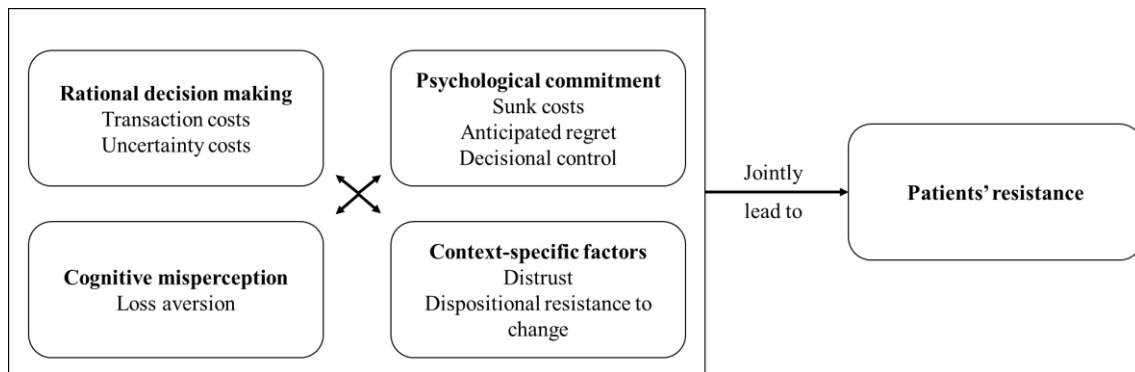 Rational decision making
Transaction costs
Uncertainty costs
Psychological commitment
Sunk costs
Anticipated regret
Decisional control
Cognitive misperception
Loss aversion
Context-specific factors
Distrust
Dispositional resistance to
change
Jointly
lead to
Patients’ resistance